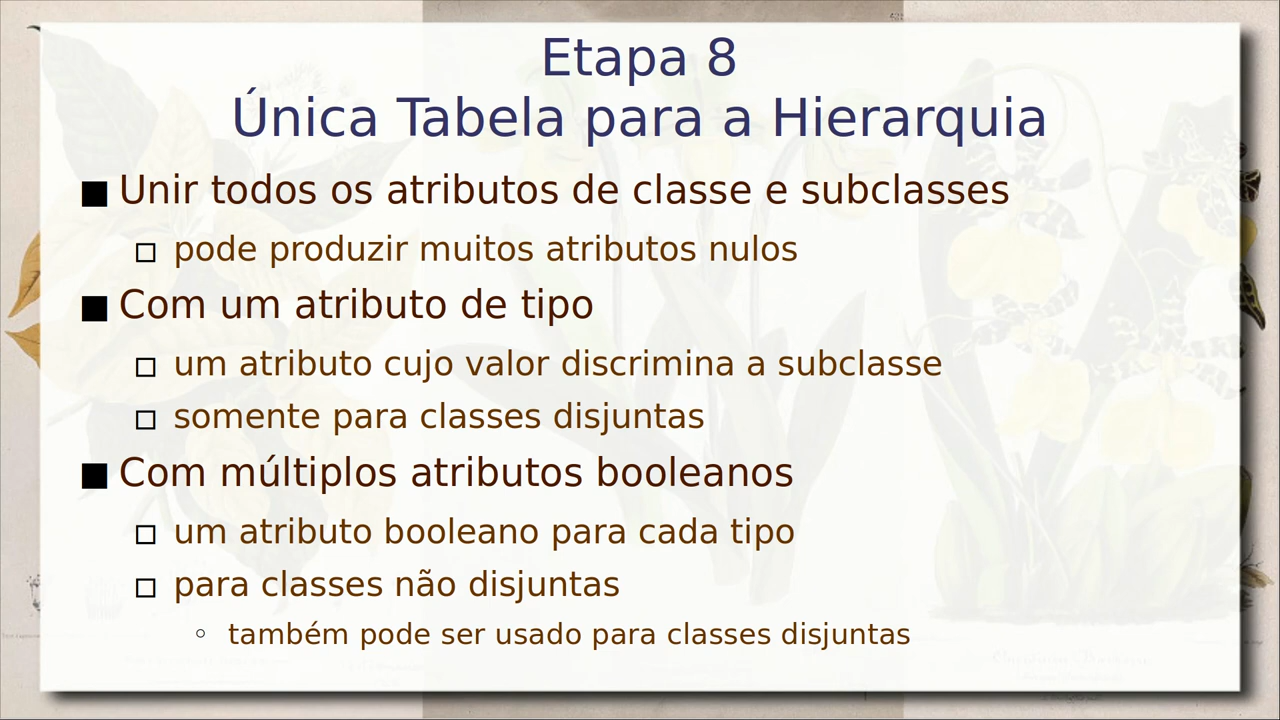 Etapa 8
Única Tabela para a Hierarquia
Unir todos os atributos de classe e subclasses
pode produzir muitos atributos nulos
Com um atributo de tipo
um atributo cujo valor discrimina a subclasse
somente para classes disjuntas
Com múltiplos atributos booleanos
um atributo booleano para cada tipo
para classes não disjuntas
também pode ser usado para classes disjuntas